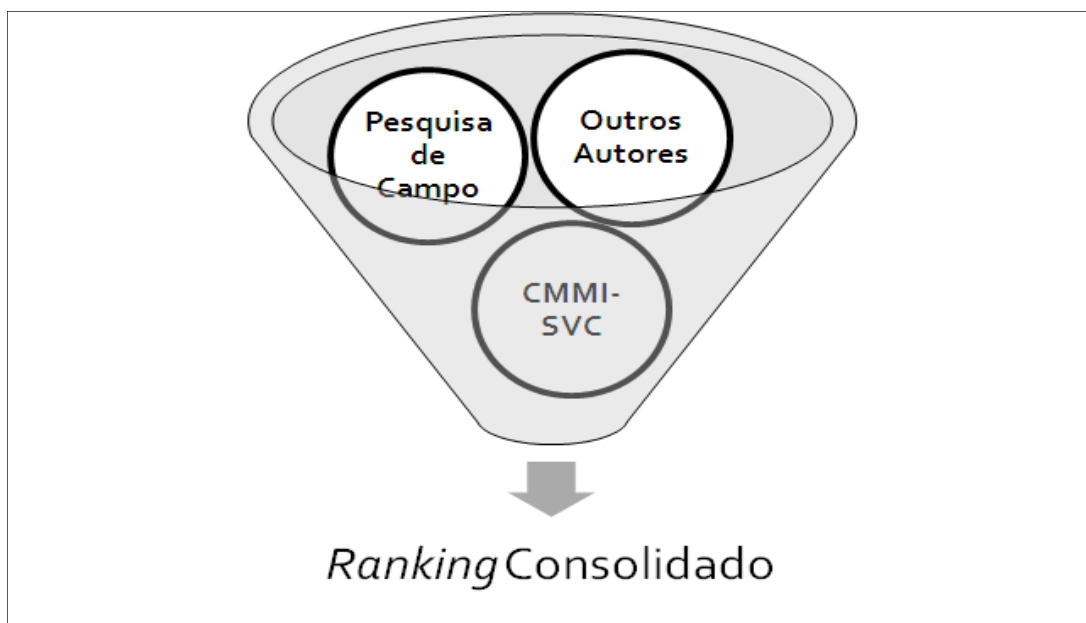 Pesquisa
de
Campo
Outros
Autores
CMMI-
SVC
Ranking Consolidado